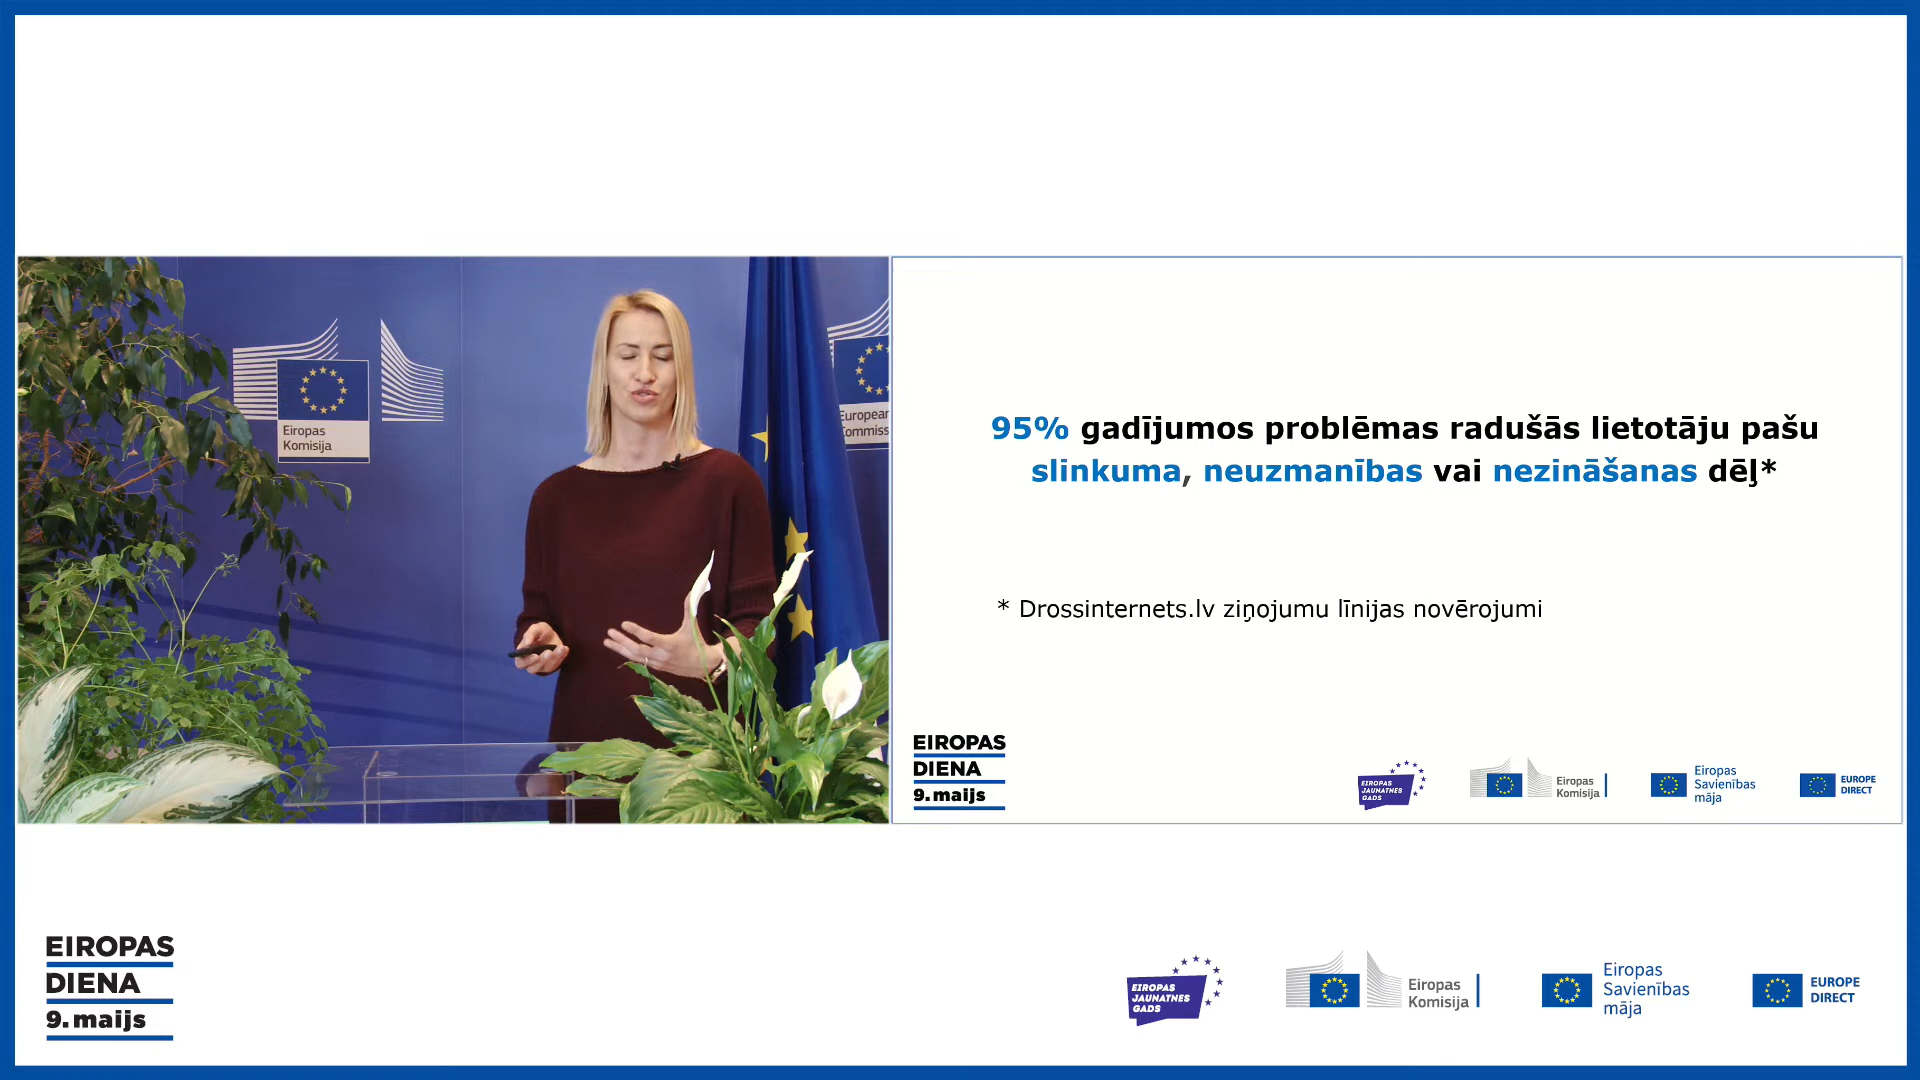 Eiropas
Komisija
European
Commiss
95% gadījumos problēmas radušās lietotāju pašu
slinkuma, neuzmanības vai nezināšanas dēļ*
* Drossinternets.lv ziņojumu līnijas novērojumi
EIROPAS
DIENA
9. maijs
EIROPAS
JAUNATNES
GADS
Eiropas
Komisija
Eiropas
Savienības
māja
EUROPE
DIRECT
EIROPAS
DIENA
9. maijs
EIROPAS
JAUNATNES
GADS
Eiropas
Komisija
Eiropas
Savienības
māja
EUROPE
DIRECT